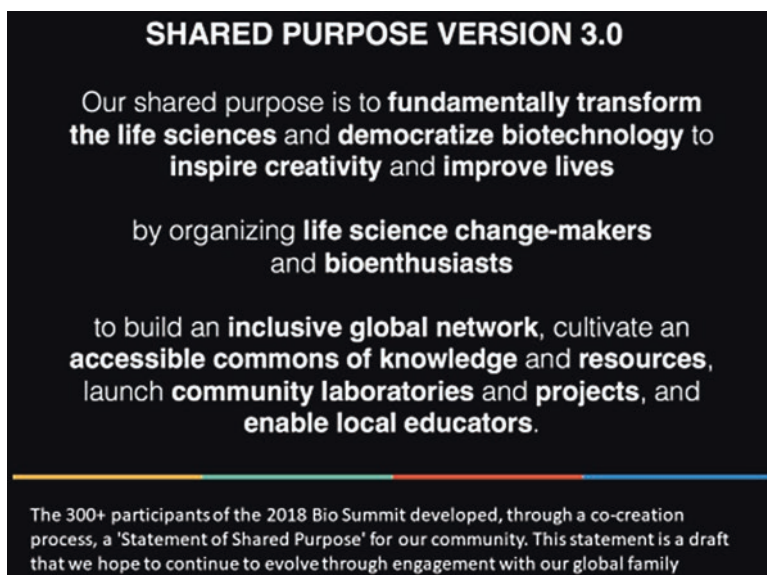 SHARED PURPOSE VERSION 3.0
Our shared purpose is to fundamentally transform
the life sciences and democratize biotechnology to
inspire creativity and improve lives
by organizing life science change-makers
and bioenthusiasts
to build an inclusive global network, cultivate an
accessible commons of knowledge and resources,
launch community laboratories and projects, and
enable local educators.
The 300+ participants of the 2018 Bio Summit developed, through a co-creation
process, a 'Statement of Shared Purpose' for our community. This statement is a draft
that we hope to continue to evolve through engagement with our global family